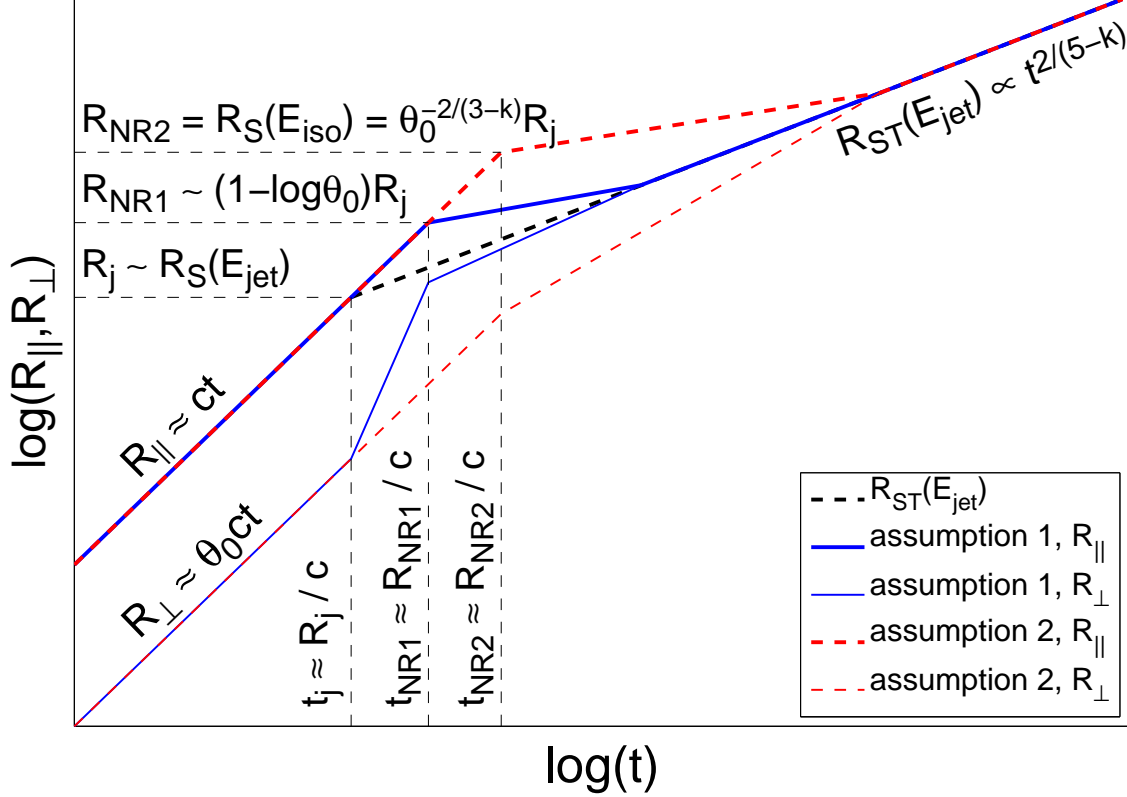 R_NR2 = R_S(E_iso) = θ_0^{−2/(3−k)}R_j
R_NR1 ~ (1−logθ_0)R_j
R_j ~ R_S(E_jet)
R_ST(E_jet) ∝ t^{2/(5−k)}
log(R_||,R_⊥)
R_|| ≈ ct
R_⊥ ≈ θ_0ct
t_j ≈ R_j / c
t_NR1 ≈ R_NR1 / c
t_NR2 ≈ R_NR2 / c
R_ST(E_jet)
assumption 1, R_||
assumption 1, R_⊥
assumption 2, R_||
assumption 2, R_⊥
log(t)